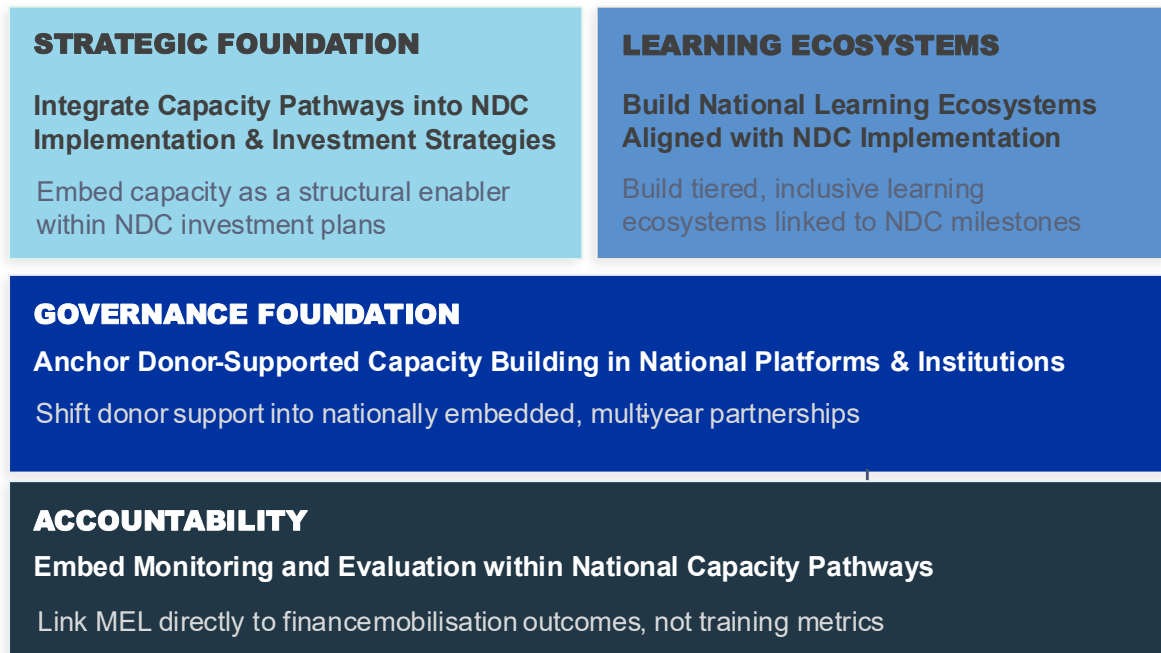 STRATEGIC FOUNDATION
Integrate Capacity Pathways into NDC
Implementation & Investment Strategies
Embed capacity as a structural enabler
within NDC investment plans
LEARNING ECOSYSTEMS
Build National Learning Ecosystems
Aligned with NDC Implementation
Build tiered, inclusive learning
ecosystems linked to NDC milestones
GOVERNANCE FOUNDATION
Anchor Donor-Supported Capacity Building in National Platforms & Institutions
Shift donor support into nationally embedded, multi-year partnerships
ACCOUNTABILITY
Embed Monitoring and Evaluation within National Capacity Pathways
Link MEL directly to finance mobilisation outcomes, not training metrics